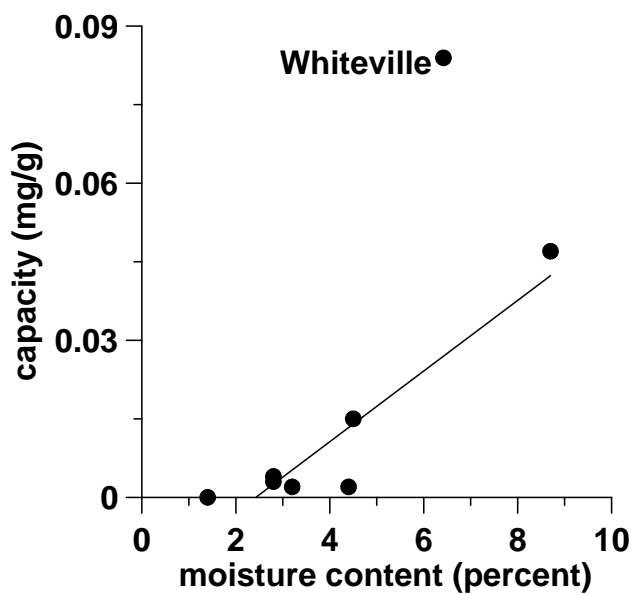 0.09
Whiteville
0.06
capacity (mg/g)
0.03
0
0 2 4 6 8 10
moisture content (percent)